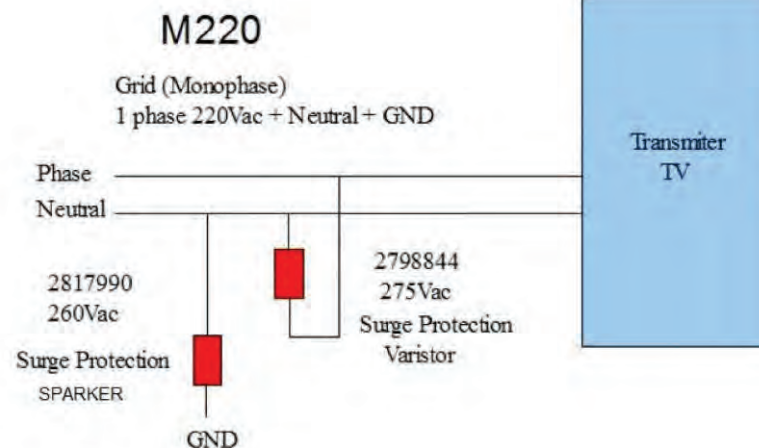 M220
Grid (Monophase)
1 phase 220Vac + Neutral + GND
Transmiter
TV
Phase
Neutral
2817990
260Vac
Surge Protection
SPARKER
2798844
275Vac
Surge Protection
Varistor
GND